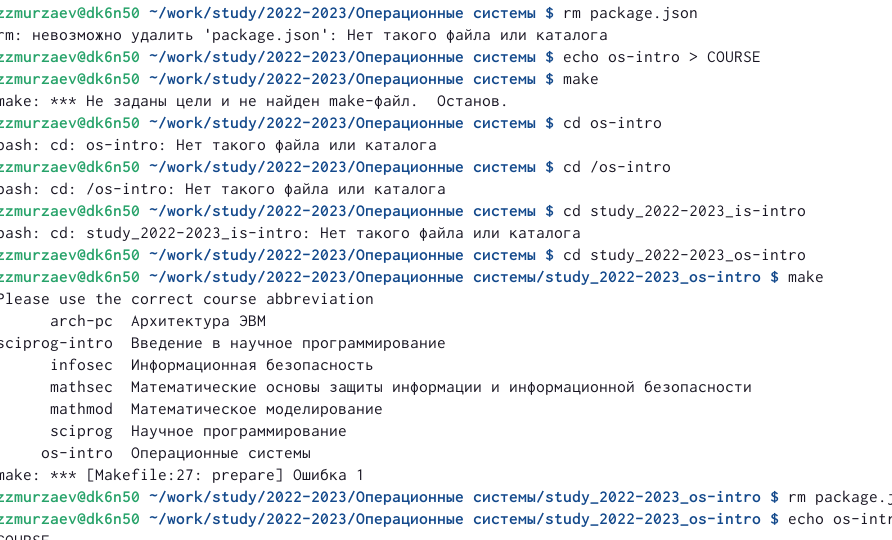 zzmurzaev@dk6n50 ~/work/study/2022-2023/Операционные системы $ rm package.json
rm: невозможно удалить 'package.json': Нет такого файла или каталога
zzmurzaev@dk6n50 ~/work/study/2022-2023/Операционные системы $ echo os-intro > COURSE
zzmurzaev@dk6n50 ~/work/study/2022-2023/Операционные системы $ make
make: *** Не заданы цели и не найден make-файл.  Останов.
zzmurzaev@dk6n50 ~/work/study/2022-2023/Операционные системы $ cd os-intro
bash: cd: os-intro: Нет такого файла или каталога
zzmurzaev@dk6n50 ~/work/study/2022-2023/Операционные системы $ cd /os-intro
bash: cd: /os-intro: Нет такого файла или каталога
zzmurzaev@dk6n50 ~/work/study/2022-2023/Операционные системы $ cd study_2022-2023_is-intro
bash: cd: study_2022-2023_is-intro: Нет такого файла или каталога
zzmurzaev@dk6n50 ~/work/study/2022-2023/Операционные системы $ cd study_2022-2023_os-intro
zzmurzaev@dk6n50 ~/work/study/2022-2023/Операционные системы/study_2022-2023_os-intro $ make
Please use the correct course abbreviation
arch-pc  Архитектура ЭВМ
sciprog-intro  Введение в научное программирование
infosec  Информационная безопасность
mathsec  Математические основы защиты информации и информационной безопасности
mathmod  Математическое моделирование
sciprog  Научное программирование
os-intro  Операционные системы
make: *** [Makefile:27: prepare] Ошибка 1
zzmurzaev@dk6n50 ~/work/study/2022-2023/Операционные системы/study_2022-2023_os-intro $ rm package.j
zzmurzaev@dk6n50 ~/work/study/2022-2023/Операционные системы/study_2022-2023_os-intro $ echo os-intr
COURSE